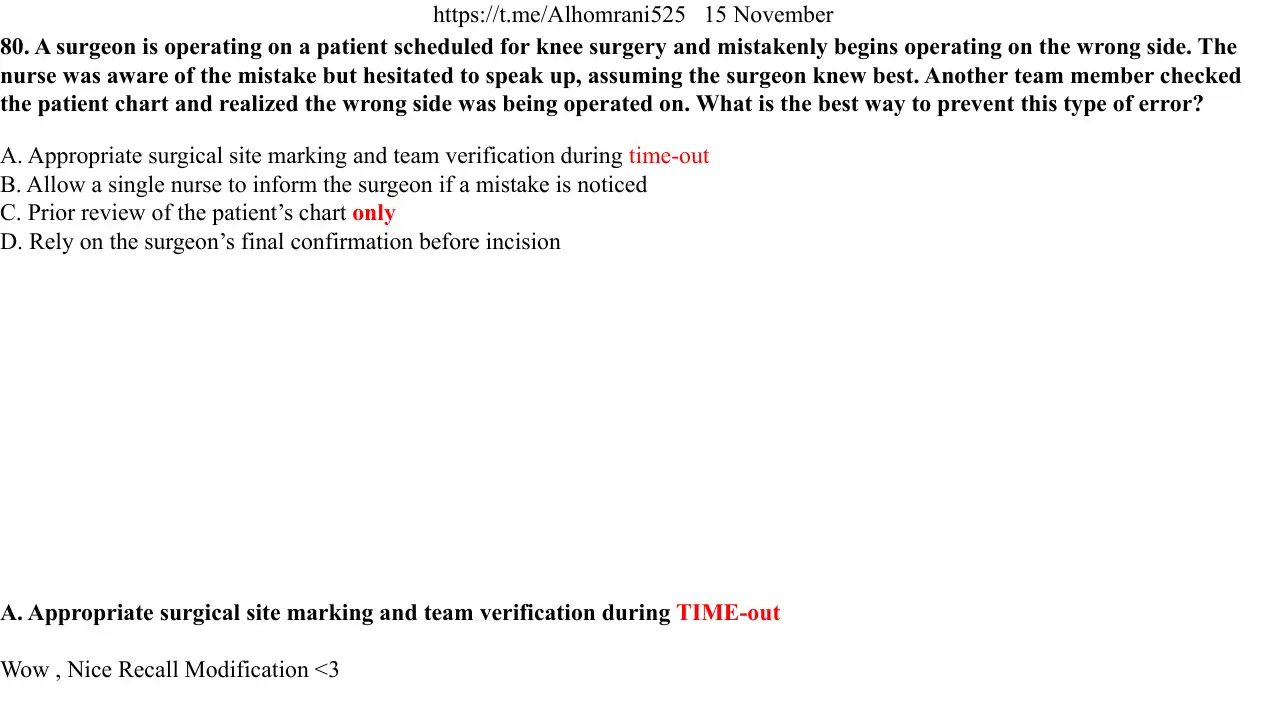 https://t.me/Alhomrani525 15 November
80. A surgeon is operating on a patient scheduled for knee surgery and mistakenly begins operating on the wrong side. The
nurse was aware of the mistake but hesitated to speak up, assuming the surgeon knew best. Another team member checked
the patient chart and realized the wrong side was being operated on. What is the best way to prevent this type of error?
A. Appropriate surgical site marking and team verification during time-out
B. Allow a single nurse to inform the surgeon if a mistake is noticed
C. Prior review of the patient’s chart only
D. Rely on the surgeon’s final confirmation before incision
A. Appropriate surgical site marking and team verification during TIME-out
Wow , Nice Recall Modification <3